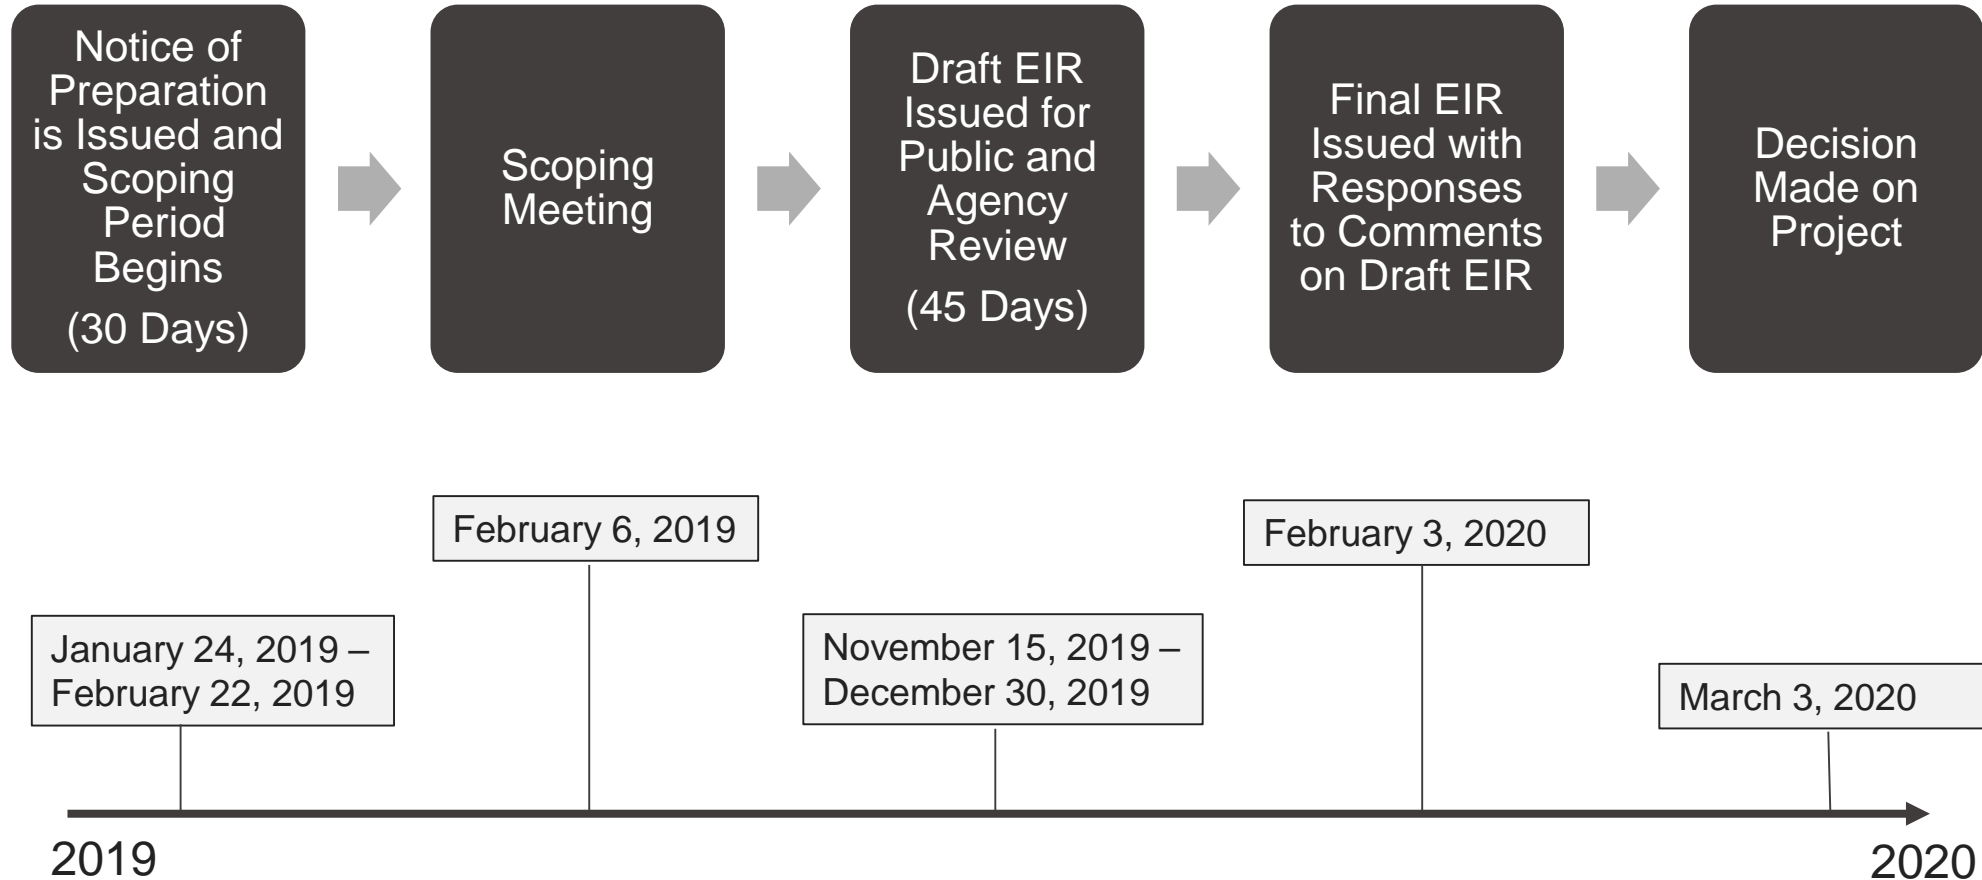 Notice of
Preparation
is Issued and
Scoping
Period
Begins
(30 Days)
Scoping
Meeting
Draft EIR
Issued for
Public and
Agency
Review
(45 Days)
Final EIR
Issued with
Responses
to Comments
on Draft EIR
Decision
Made on
Project
January 24, 2019 –
February 22, 2019
February 6, 2019
November 15, 2019 –
December 30, 2019
February 3, 2020
March 3, 2020
2019
2020